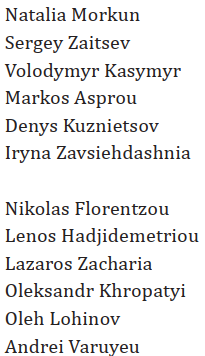 Natalia Morkun
Sergey Zaitsev
Volodymyr Kasymyr
Markos Asprou
Denys Kuznietsov
Iryna Zavsiehdashnia
Nikolas Florentzou
Lenos Hadjidemetriou
Lazaros Zacharia
Oleksandr Khropatyi
Oleh Lohinov
Andrei Varuyeu